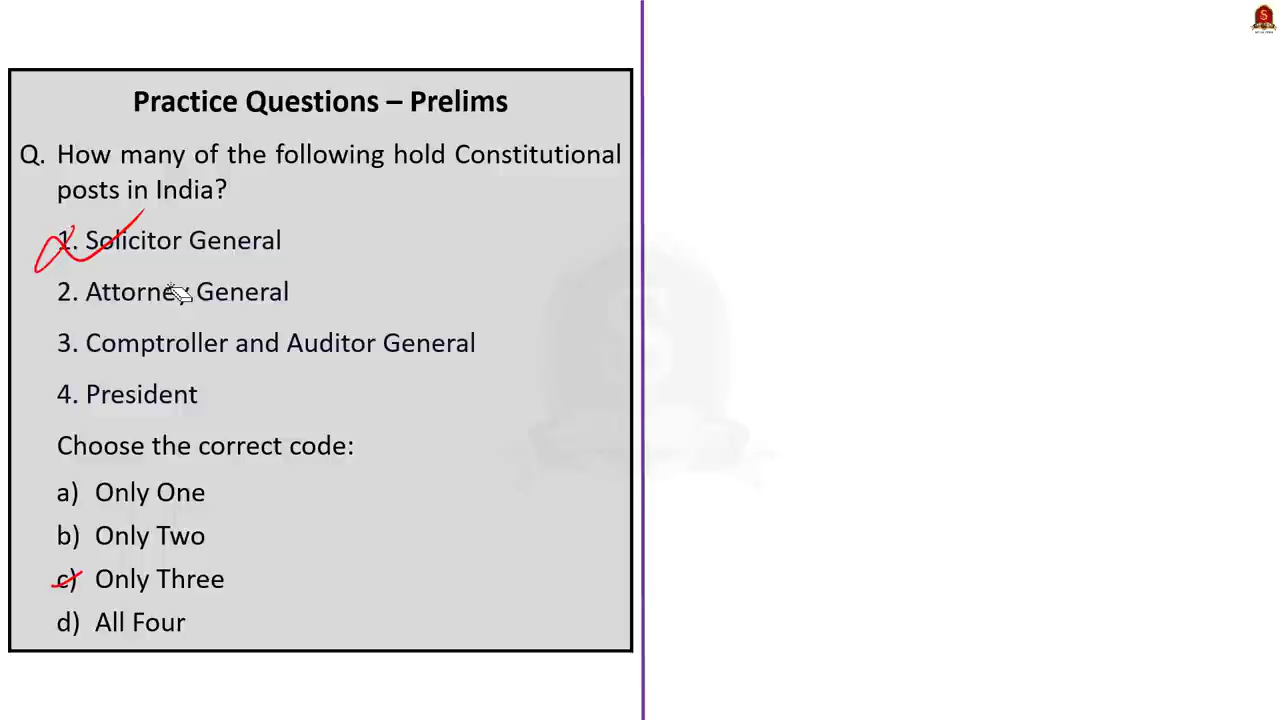 Practice Questions – Prelims
Q. How many of the following hold Constitutional
posts in India?
1. Solicitor General
2. Attorney General
3. Comptroller and Auditor General
4. President
Choose the correct code:
a) Only One
b) Only Two
c) Only Three
d) All Four
S
S